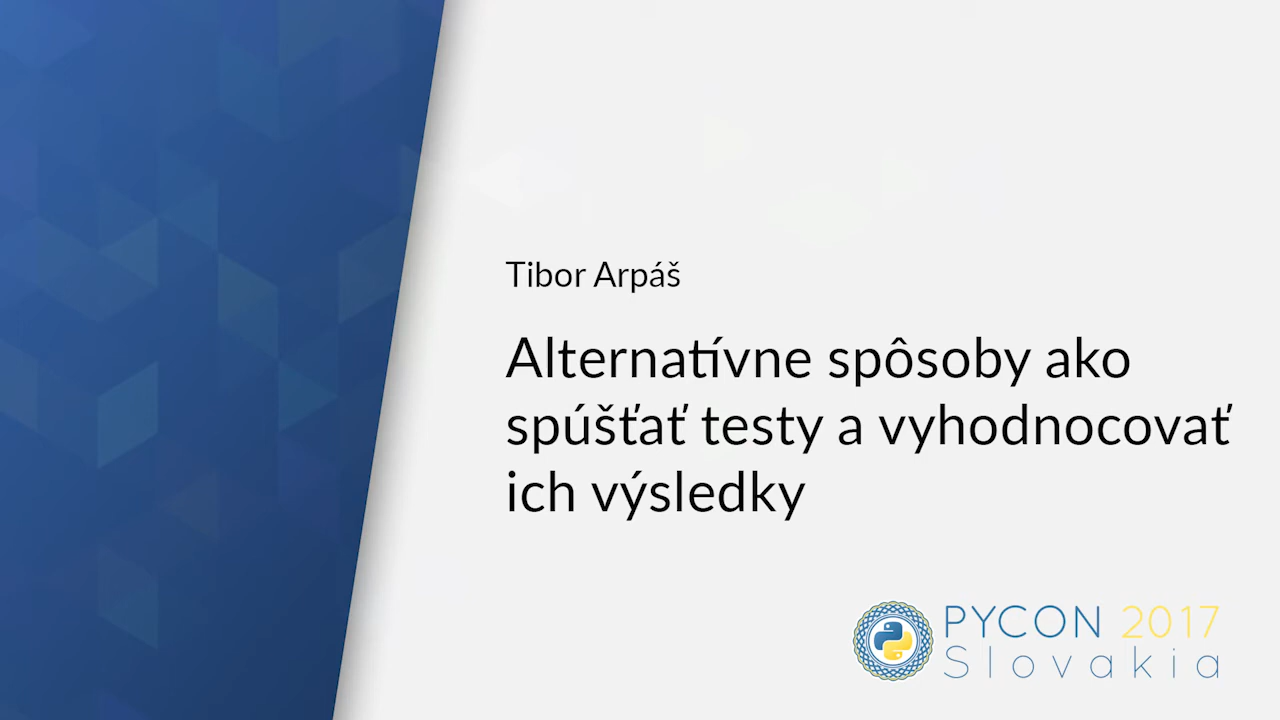 Tibor Arpáš
Alternatívne spôsoby ako
spúšťať testy a vyhodnocovať
ich výsledky
PYCON 2017
Slovakia